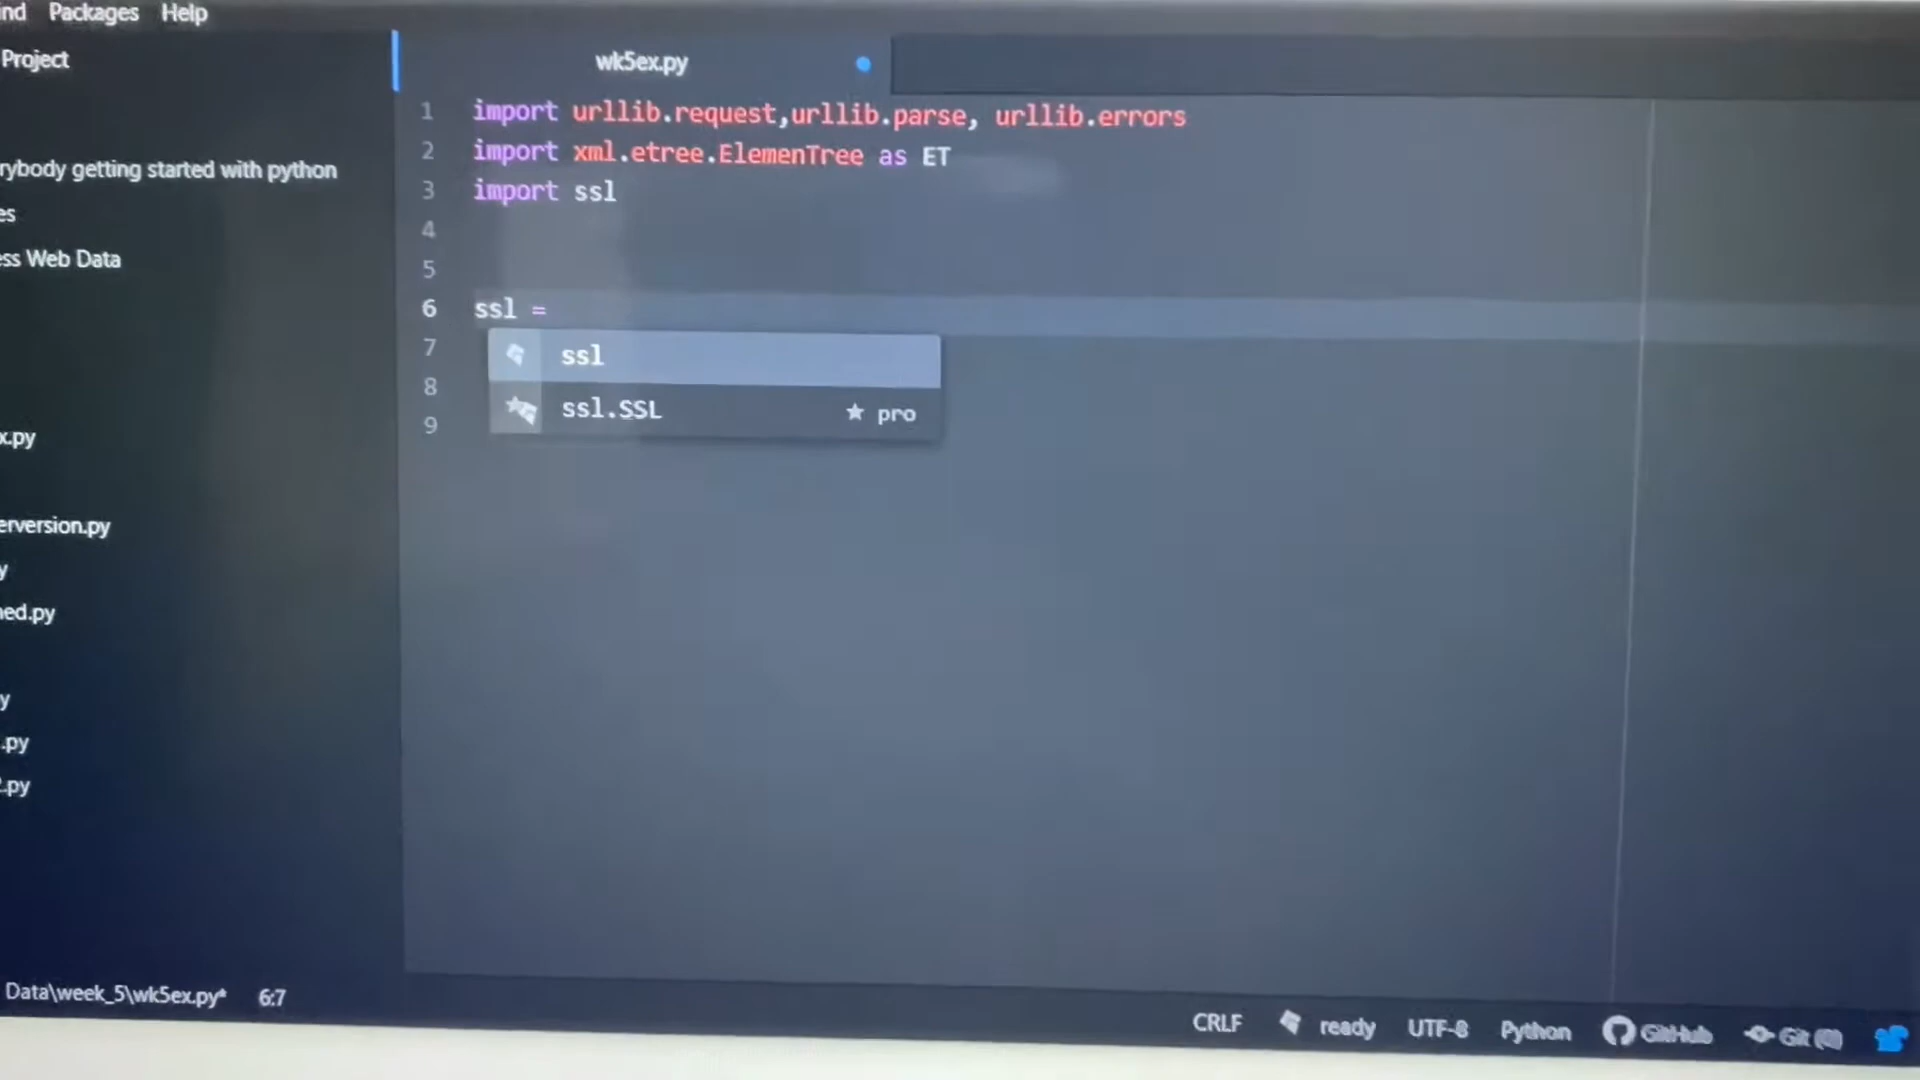 Packages Help
Project
wk5ex.py
1 import urllib.request,urllib.parse, urllib.errors
2 import xml.etree.ElemenTree as ET
3 import ssl
4
5
6 ssl =
7
8
9
ssl
ssl.SSL pro
rybody getting started with python
es
ess Web Data
x.py
erversion.py
y
ned.py
y
.py
.py
Data\week_5\wk5ex.py* 6:7
CRLF ready UTF-8 Python GitHub Git (0)